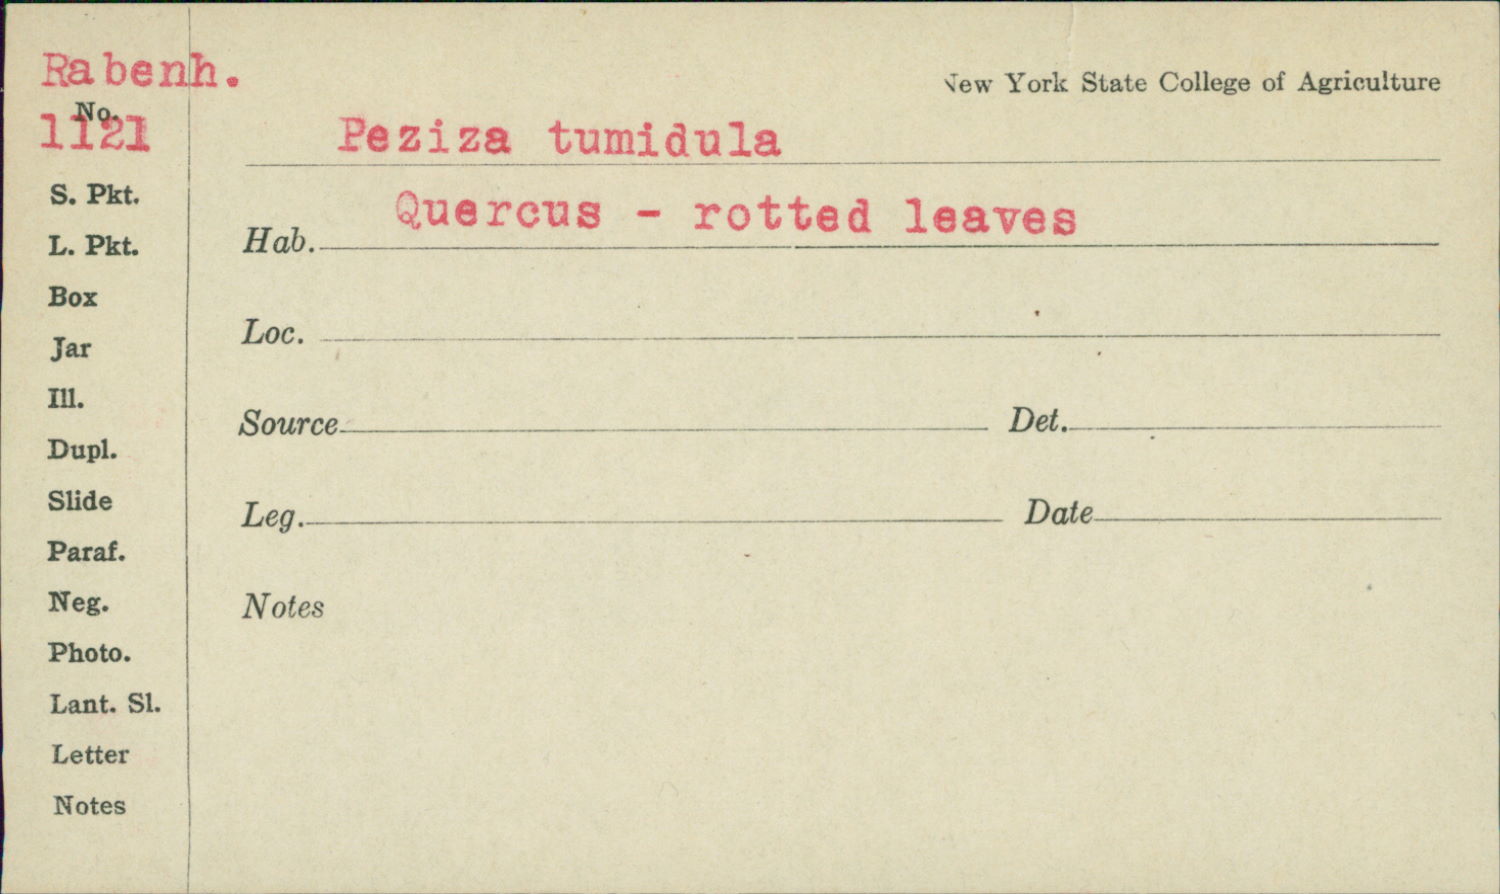 Rabenh.
New York State College of Agriculture
No.
1121
Peziza tumidula
S. Pkt.
Quercus - rotted leaves
L. Pkt.
Hab.
Box
Loc.
Jar
Ill.
Source
Det.
Dupl.
Slide
Leg.
Date
Paraf.
Neg.
Notes
Photo.
Lant. Sl.
Letter
Notes